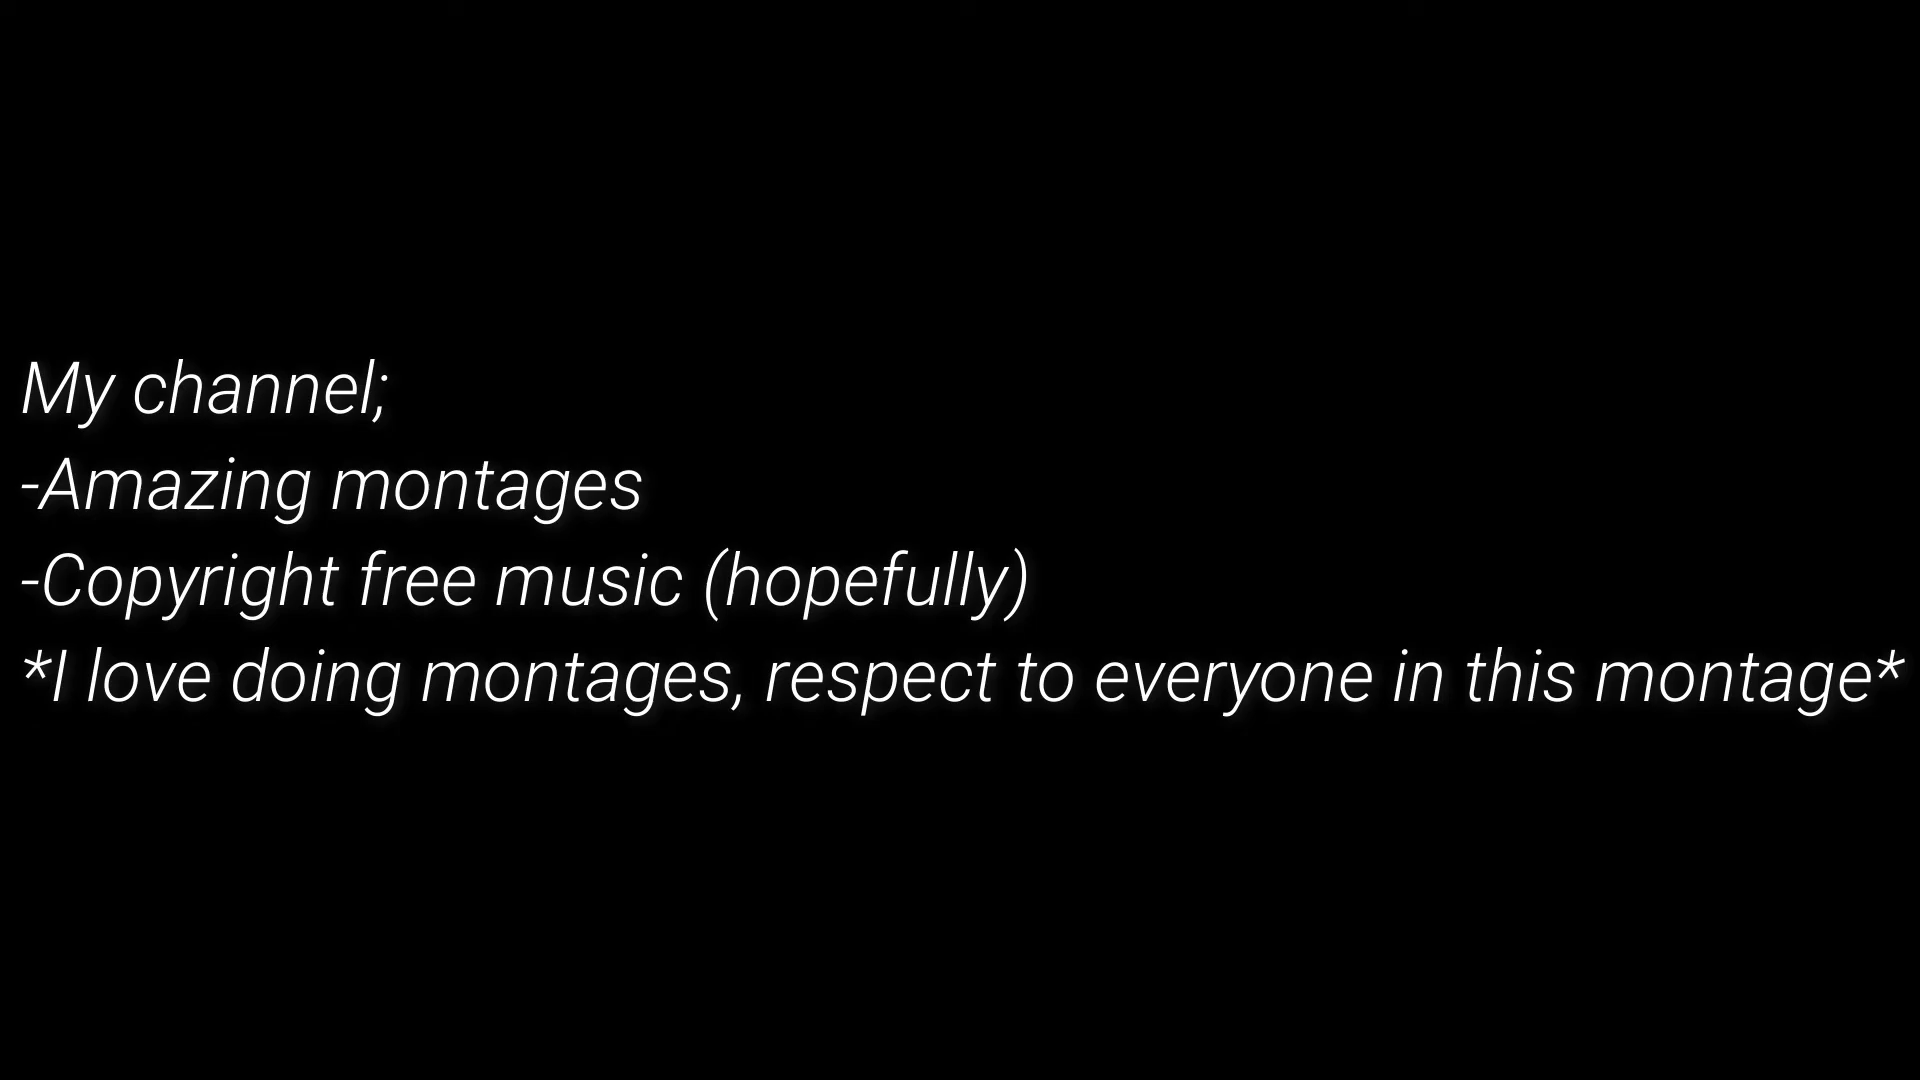 My channel;
-Amazing montages
-Copyright free music (hopefully)
*I love doing montages, respect to everyone in this montage*